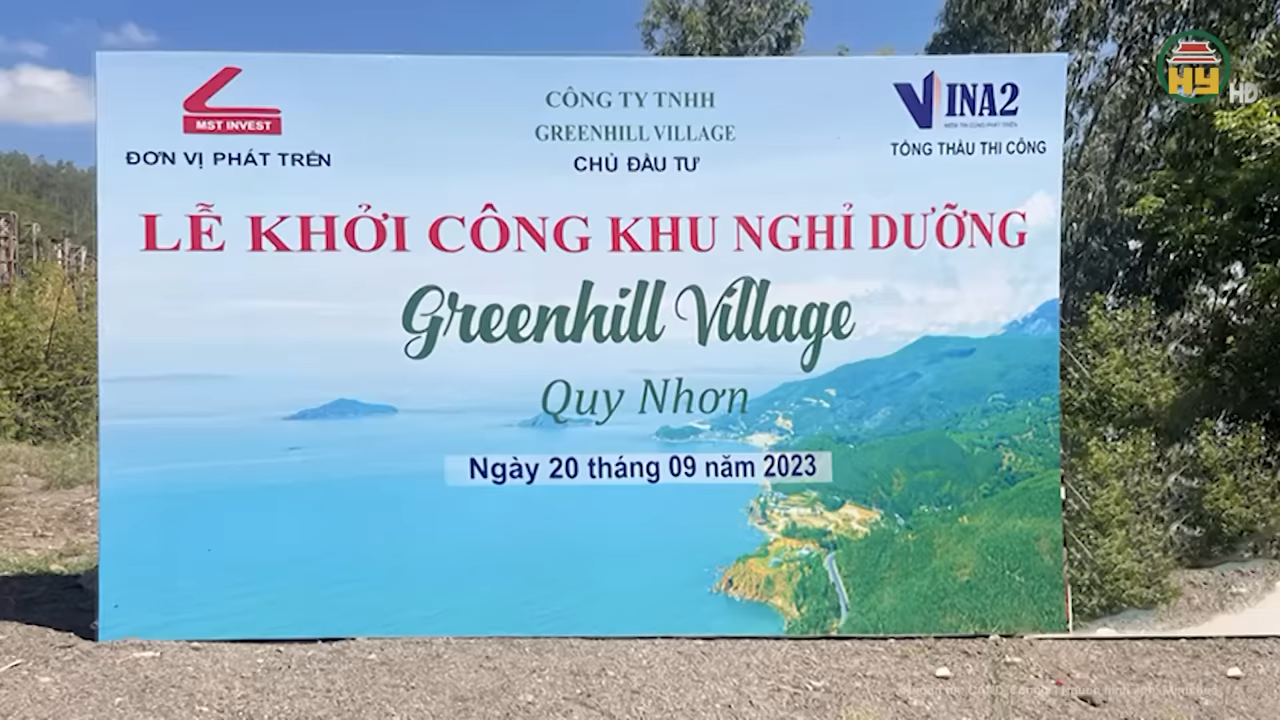 MST INVEST
ĐƠN VỊ PHÁT TRÊN
CÔNG TY TNHH
GREENHILL VILLAGE
CHỦ ĐẦU TƯ
VINA2
TỔNG THẦU THI CÔNG
HY
HD
LỄ KHỞI CÔNG KHU NGHỈ DƯỠNG
Greenhill Village
Quy Nhơn
Ngày 20 tháng 09 năm 2023